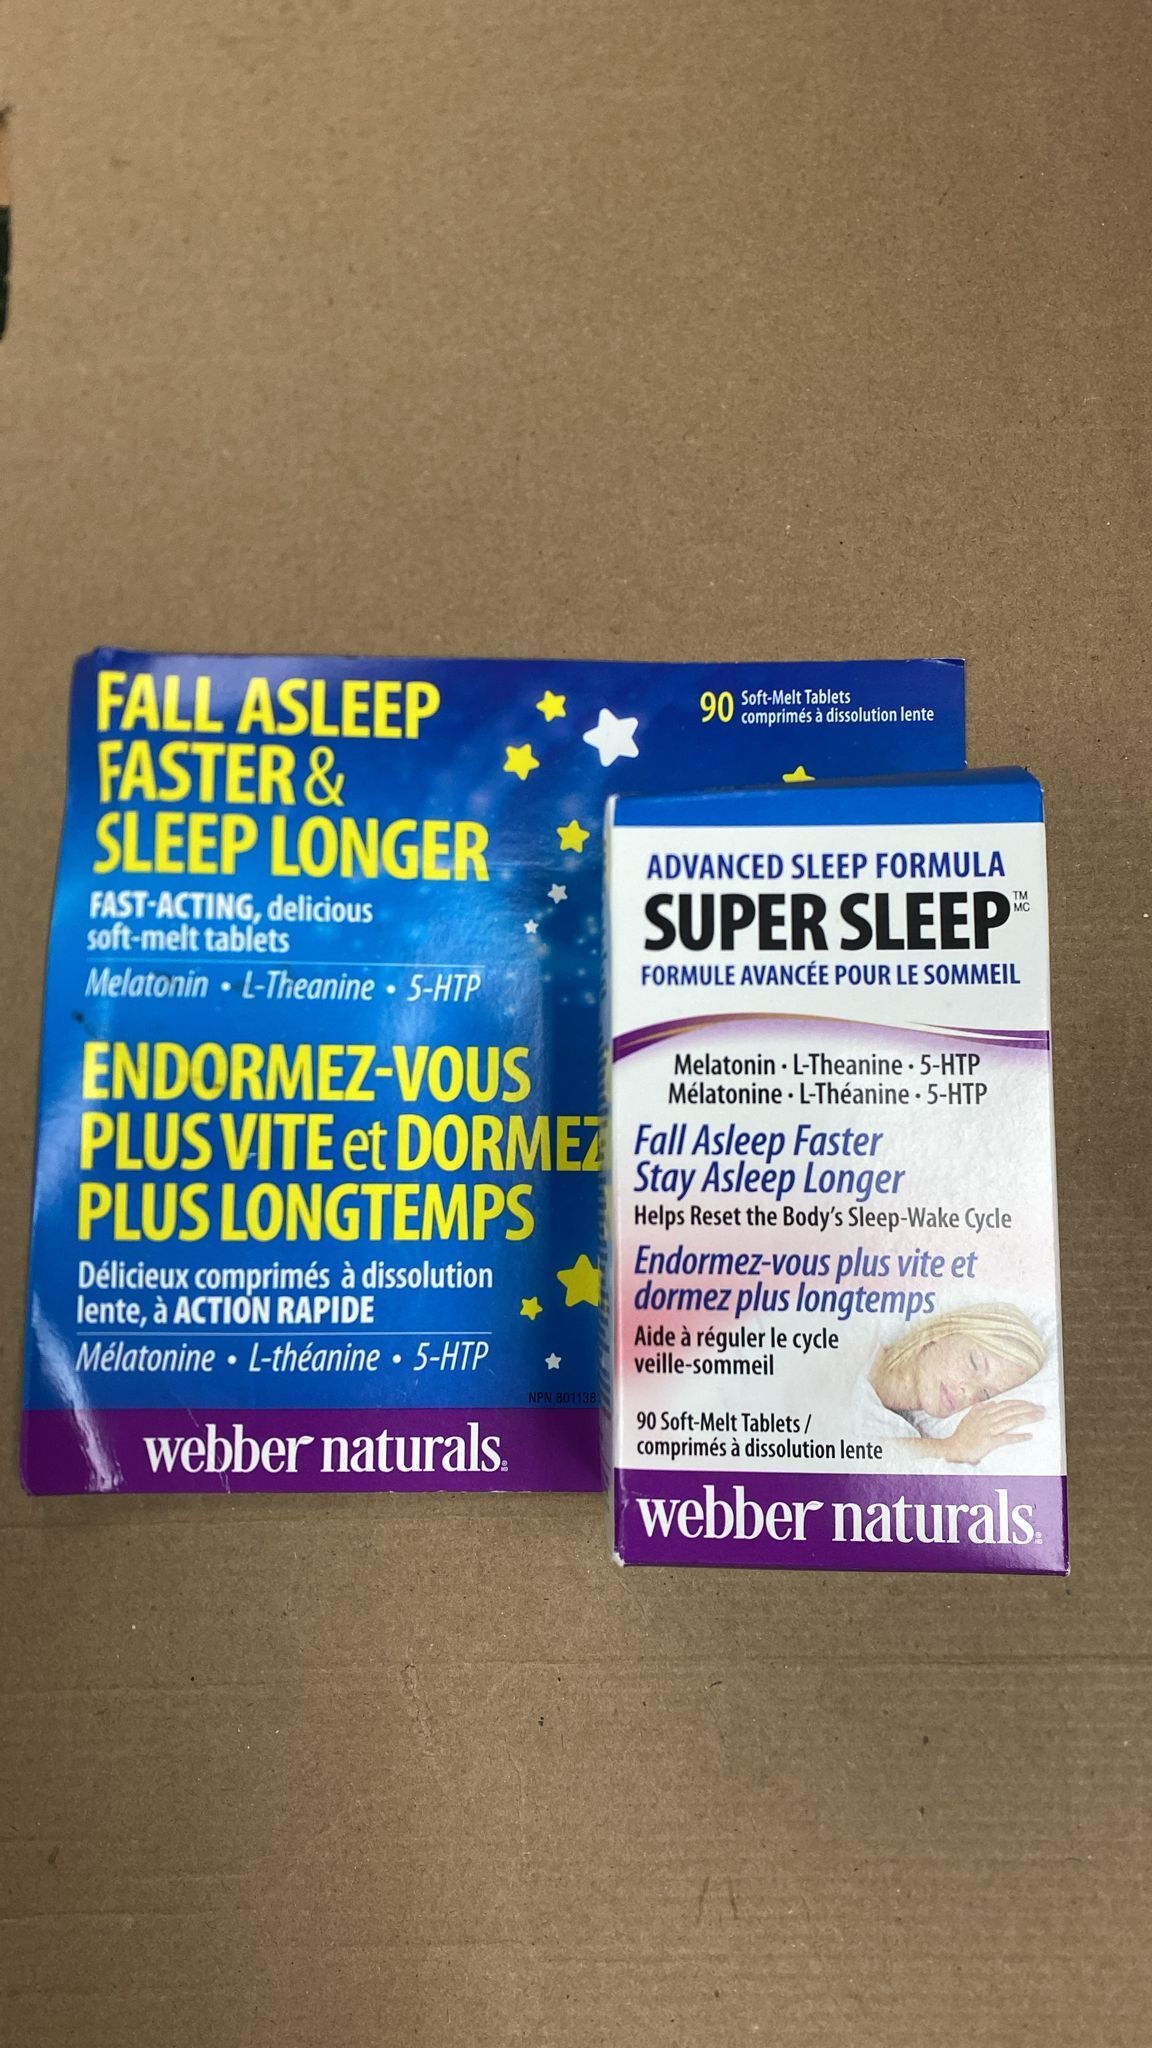 FALL ASLEEP
FASTER &
SLEEP LONGER
FAST-ACTING, delicious
soft-melt tablets
Melatonin • L-Theanine • 5-HTP
ENDORMEZ-VOUS
PLUS VITE et DORMEZ
PLUS LONGTEMPS
Délicieux comprimés à dissolution
lente, à ACTION RAPIDE
Mélatonine • L-théanine • 5-HTP
NPN 801138
webber naturals
90 Soft-Melt Tablets
comprimés à dissolution lente
ADVANCED SLEEP FORMULA
SUPER SLEEP TM MC
FORMULE AVANCÉE POUR LE SOMMEIL
Melatonin · L-Theanine · 5-HTP
Mélatonine · L-Théanine · 5-HTP
Fall Asleep Faster
Stay Asleep Longer
Helps Reset the Body's Sleep-Wake Cycle
Endormez-vous plus vite et
dormez plus longtemps
Aide à réguler le cycle
veille-sommeil
90 Soft-Melt Tablets /
comprimés à dissolution lente
webber naturals